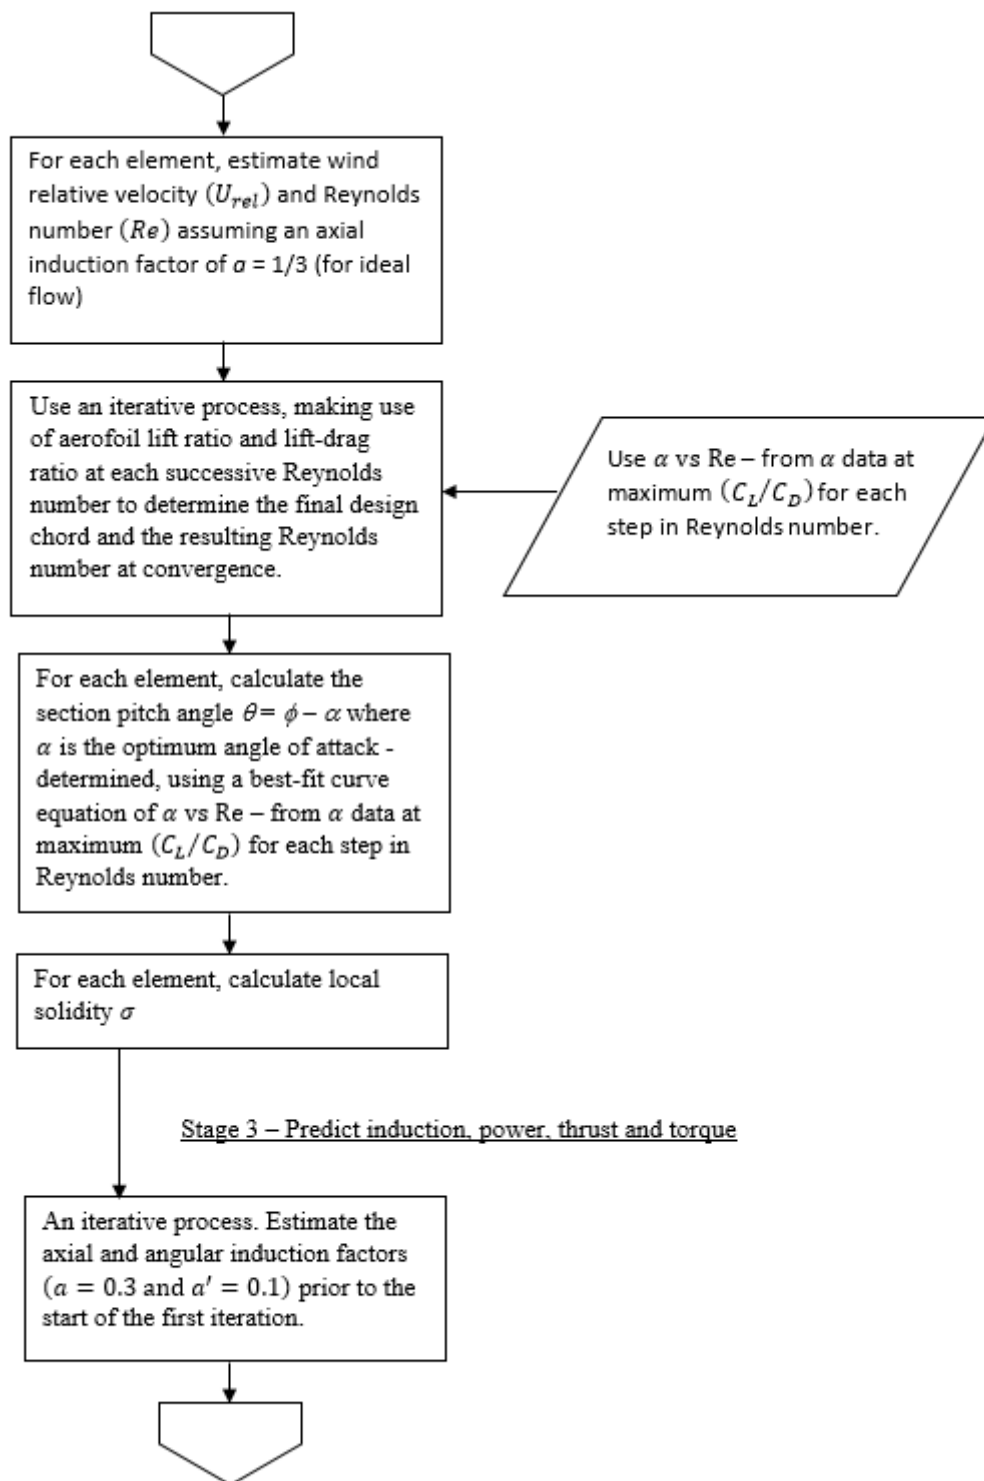 For each element, estimate wind
relative velocity (U_rel) and Reynolds
number (Re) assuming an axial
induction factor of a = 1/3 (for ideal
flow)
Use an iterative process, making use
of aerofoil lift ratio and lift-drag
ratio at each successive Reynolds
number to determine the final design
chord and the resulting Reynolds
number at convergence.
Use α vs Re – from α data at
maximum (C_L/C_D) for each
step in Reynolds number.
For each element, calculate the
section pitch angle θ = ϕ – α where
α is the optimum angle of attack -
determined, using a best-fit curve
equation of α vs Re – from α data at
maximum (C_L/C_D) for each step in
Reynolds number.
For each element, calculate local
solidity σ
Stage 3 – Predict induction, power, thrust and torque
An iterative process. Estimate the
axial and angular induction factors
(a = 0.3 and a′ = 0.1) prior to the
start of the first iteration.